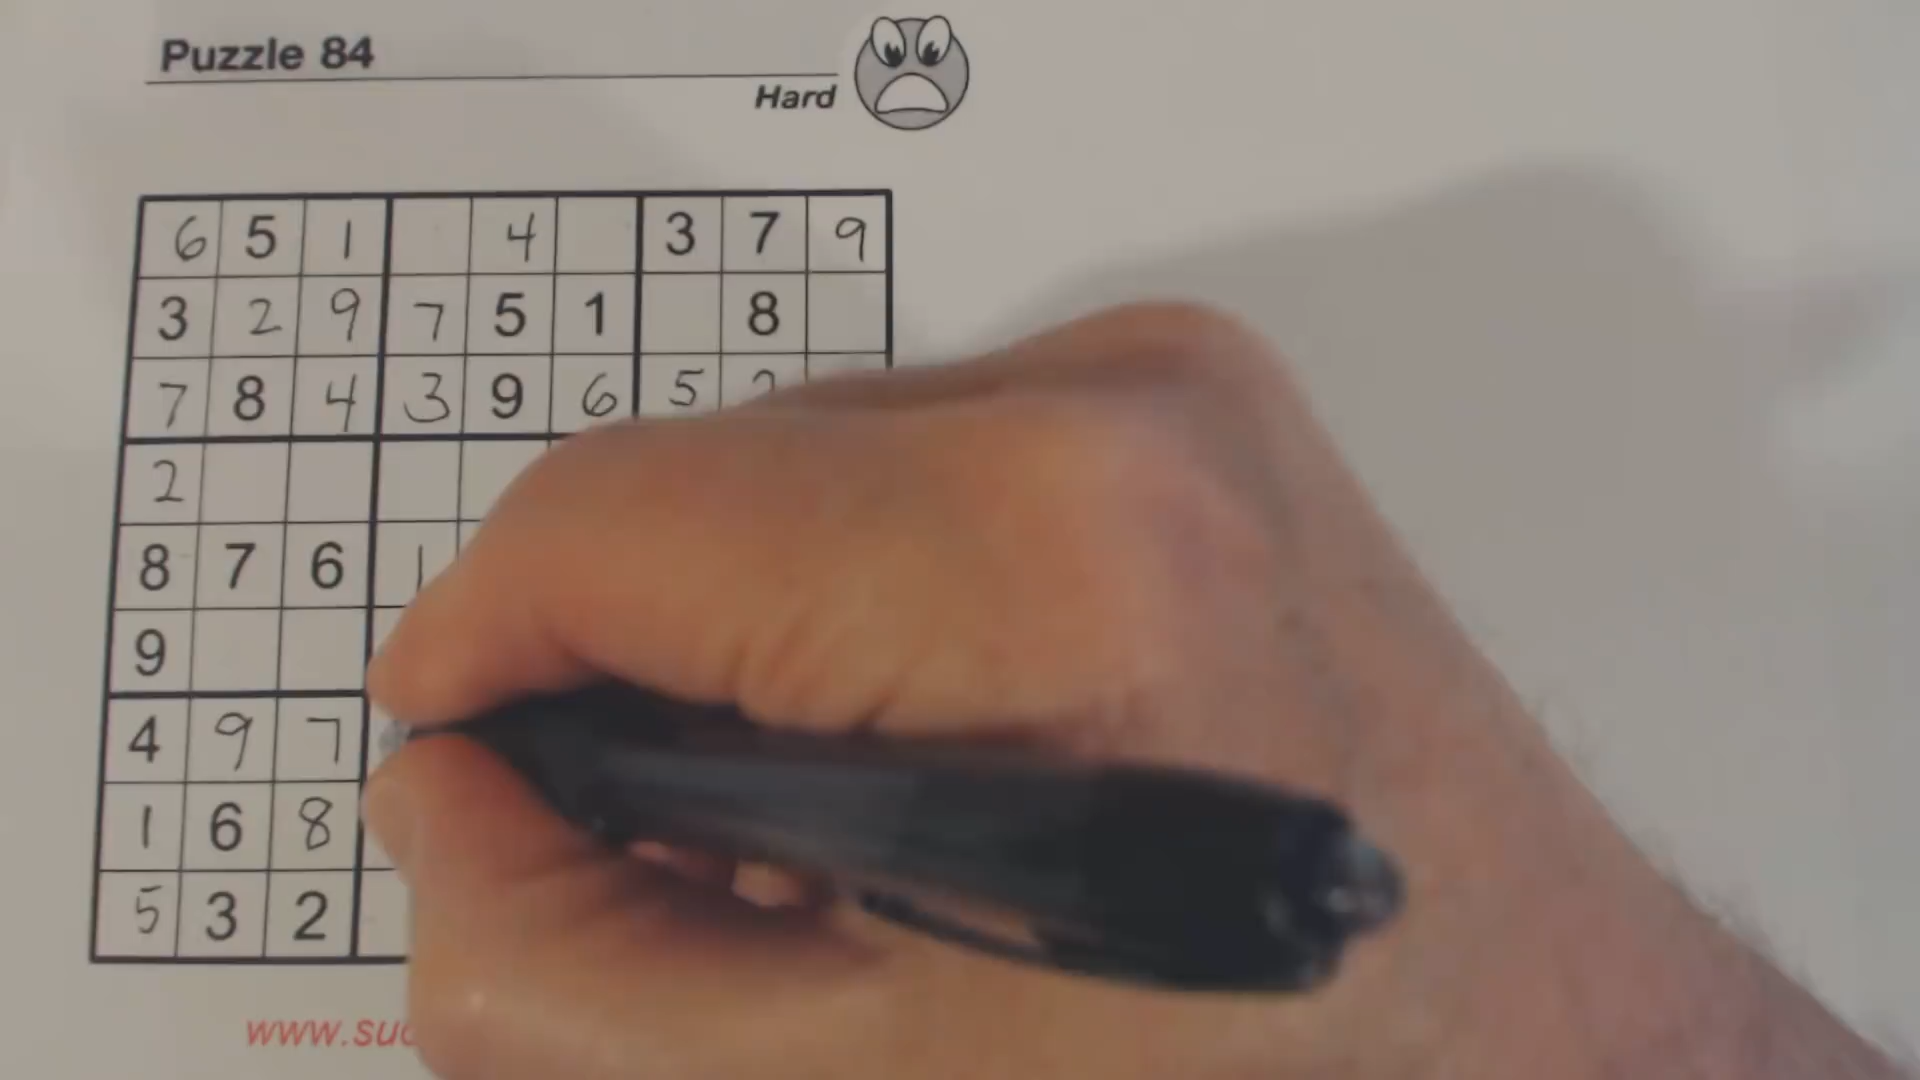 Puzzle 84
Hard
6 5 1 4 3 7 9
3 2 9 7 5 1 8
7 8 4 3 9 6 5
2
8 7 6 1
9
4 9 7
1 6 8
5 3 2